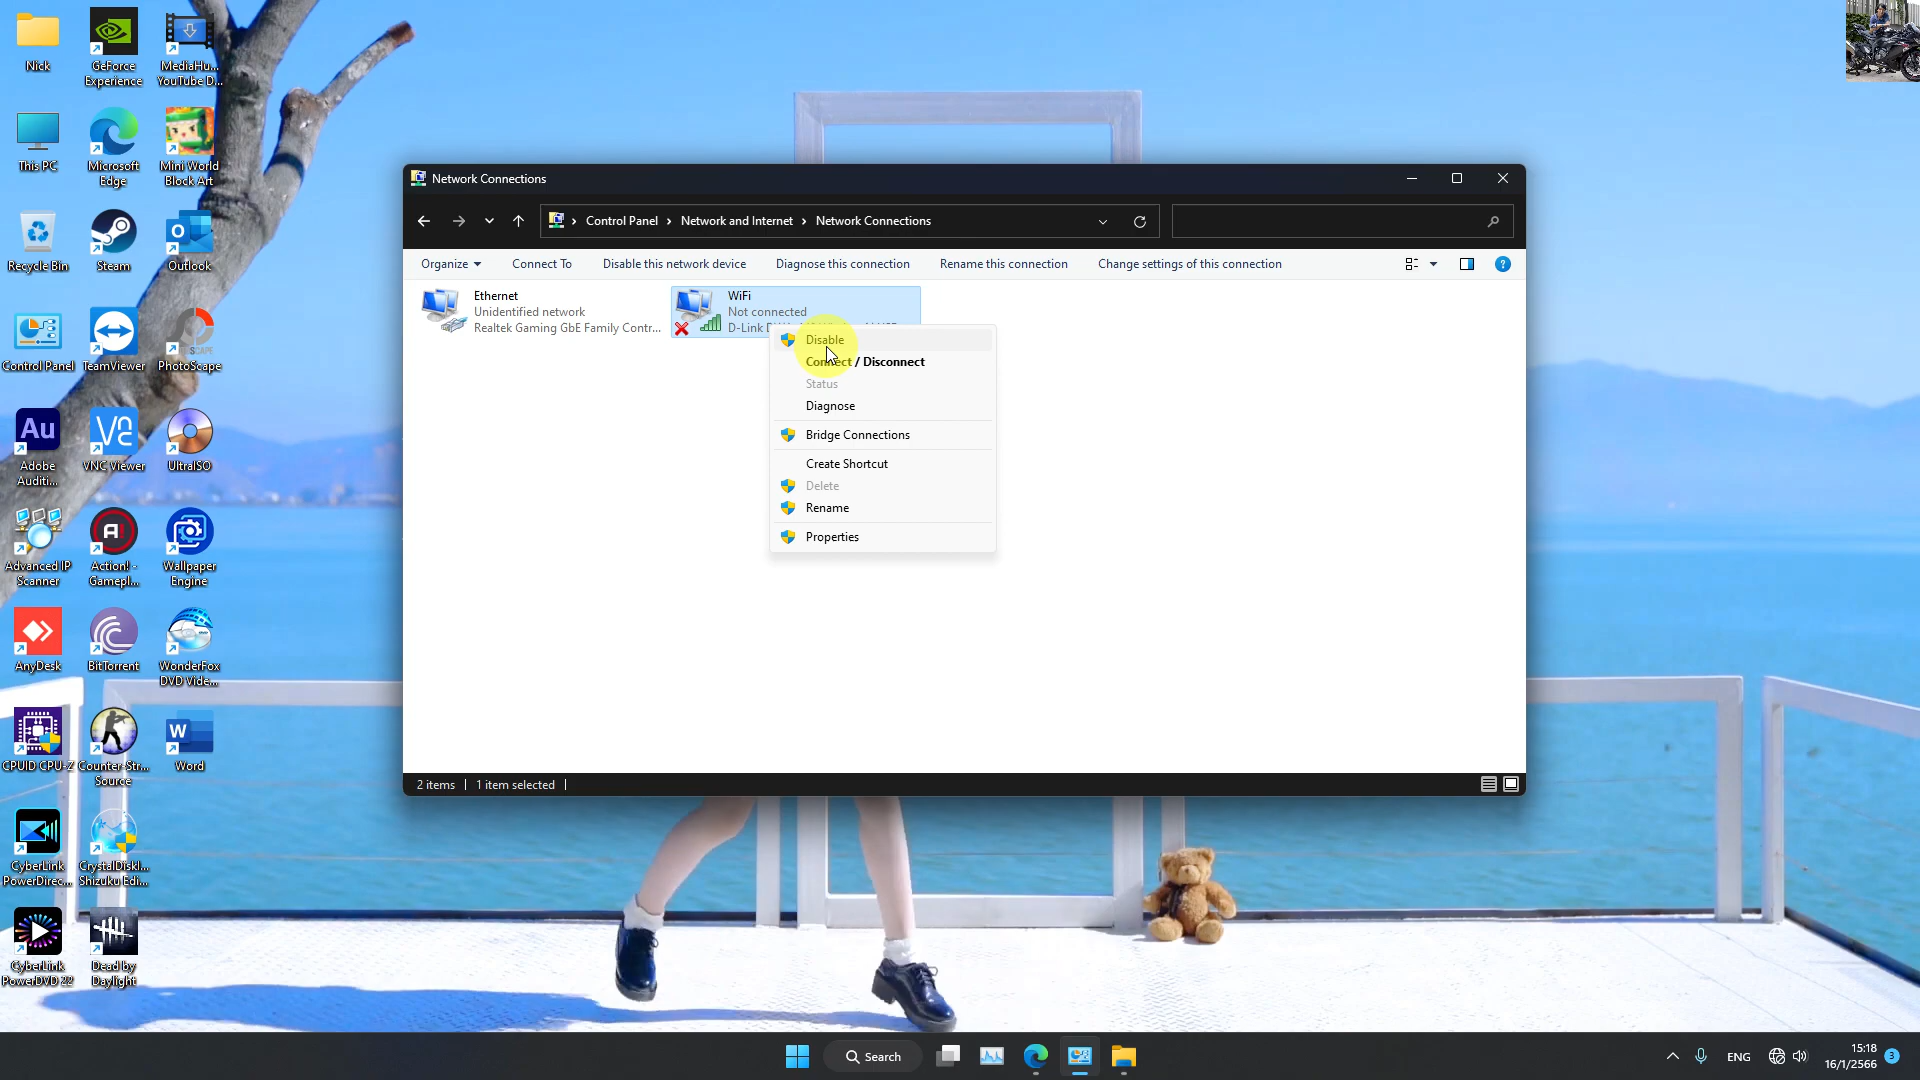 Nick
GeForce
Experience
MediaHu...
YouTube D...
This PC
Microsoft
Edge
Mini World
Block Art
Recycle Bin
Steam
Outlook
Control Panel
TeamViewer
PhotoScape
Adobe
Auditi...
VNC Viewer
UltraISO
Advanced IP
Scanner
Action! -
Gamepl...
Wallpaper
Engine
AnyDesk
BitTorrent
WonderFox
DVD Vide...
CPUID CPU-Z
Counter-Str...
Source
Word
CyberLink
PowerDirec...
CrystalDiskI...
Shizuku Edi...
CyberLink
PowerDVD 22
Dead by
Daylight
Network Connections
Control Panel > Network and Internet > Network Connections
Organize
Connect To
Disable this network device
Diagnose this connection
Rename this connection
Change settings of this connection
Ethernet
Unidentified network
Realtek Gaming GbE Family Contr...
WiFi
Not connected
D-Link
Disable
Connect / Disconnect
Status
Diagnose
Bridge Connections
Create Shortcut
Delete
Rename
Properties
2 items
1 item selected
Search
ENG
15:18
16/1/2566
3